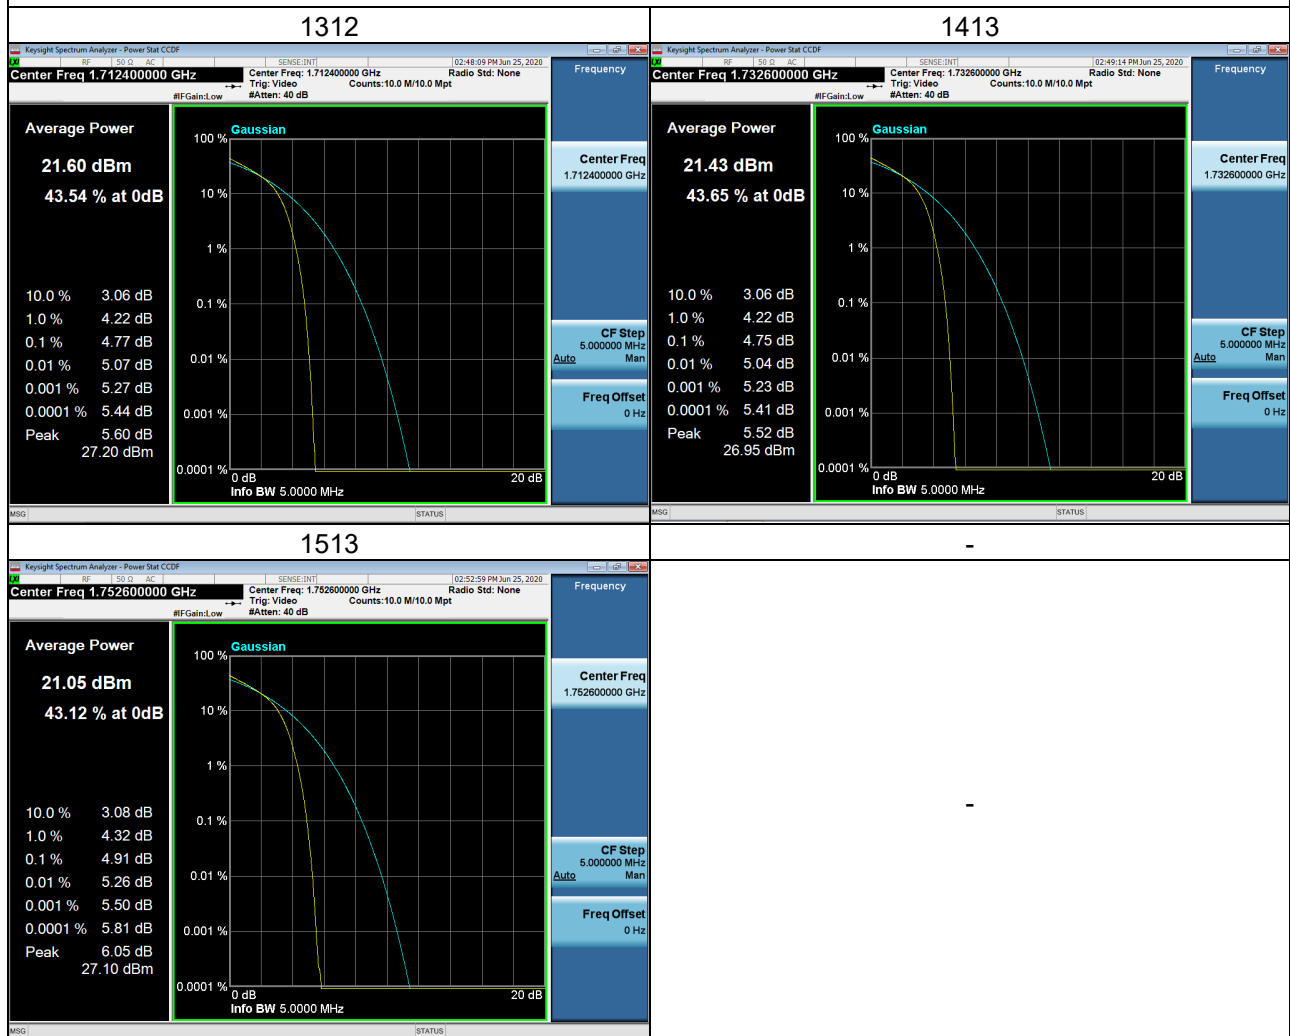 1312
Keysight Spectrum Analyzer - Power Stat CCDF
LXI RF 50 Ω AC SENSE:INT 02:48:09 PM Jun 25, 2020
Center Freq 1.712400000 GHz
Center Freq: 1.712400000 GHz Radio Std: None
Trig: Video Counts:10.0 M/10.0 Mpt
#IFGain:Low #Atten: 40 dB
Average Power
21.60 dBm
43.54 % at 0dB
10.0 % 3.06 dB
1.0 % 4.22 dB
0.1 % 4.77 dB
0.01 % 5.07 dB
0.001 % 5.27 dB
0.0001 % 5.44 dB
Peak 5.60 dB
27.20 dBm
Gaussian
100 %
10 %
1 %
0.1 %
0.01 %
0.001 %
0.0001 %
0 dB 20 dB
Info BW 5.0000 MHz
Frequency
Center Freq
1.712400000 GHz
CF Step
5.000000 MHz
Auto Man
Freq Offset
0 Hz
MSG STATUS
1413
Keysight Spectrum Analyzer - Power Stat CCDF
LXI RF 50 Ω AC SENSE:INT 02:49:14 PM Jun 25, 2020
Center Freq 1.732600000 GHz
Center Freq: 1.732600000 GHz Radio Std: None
Trig: Video Counts:10.0 M/10.0 Mpt
#IFGain:Low #Atten: 40 dB
Average Power
21.43 dBm
43.65 % at 0dB
10.0 % 3.06 dB
1.0 % 4.22 dB
0.1 % 4.75 dB
0.01 % 5.04 dB
0.001 % 5.23 dB
0.0001 % 5.41 dB
Peak 5.52 dB
26.95 dBm
Gaussian
100 %
10 %
1 %
0.1 %
0.01 %
0.001 %
0.0001 %
0 dB 20 dB
Info BW 5.0000 MHz
Frequency
Center Freq
1.732600000 GHz
CF Step
5.000000 MHz
Auto Man
Freq Offset
0 Hz
MSG STATUS
1513
Keysight Spectrum Analyzer - Power Stat CCDF
LXI RF 50 Ω AC SENSE:INT 02:52:59 PM Jun 25, 2020
Center Freq 1.752600000 GHz
Center Freq: 1.752600000 GHz Radio Std: None
Trig: Video Counts:10.0 M/10.0 Mpt
#IFGain:Low #Atten: 40 dB
Average Power
21.05 dBm
43.12 % at 0dB
10.0 % 3.08 dB
1.0 % 4.32 dB
0.1 % 4.91 dB
0.01 % 5.26 dB
0.001 % 5.50 dB
0.0001 % 5.81 dB
Peak 6.05 dB
27.10 dBm
Gaussian
100 %
10 %
1 %
0.1 %
0.01 %
0.001 %
0.0001 %
0 dB 20 dB
Info BW 5.0000 MHz
Frequency
Center Freq
1.752600000 GHz
CF Step
5.000000 MHz
Auto Man
Freq Offset
0 Hz
MSG STATUS
-
-